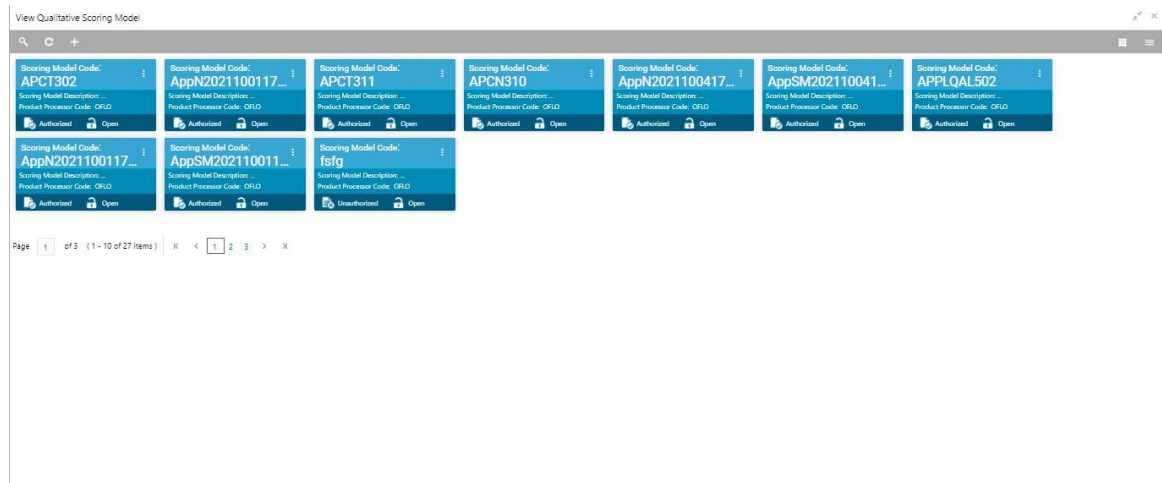 View Qualitative Scoring Model
Scoring Model Code:
APCT302
Scoring Model Description: ...
Product Processor Code: OFLO
Authorized Open
Scoring Model Code:
AppN2021100117...
Scoring Model Description: ...
Product Processor Code: OFLO
Authorized Open
Scoring Model Code:
APCT311
Scoring Model Description: ...
Product Processor Code: OFLO
Authorized Open
Scoring Model Code:
APCN310
Scoring Model Description: ...
Product Processor Code: OFLO
Authorized Open
Scoring Model Code:
AppN2021100417...
Scoring Model Description: ...
Product Processor Code: OFLO
Authorized Open
Scoring Model Code:
AppSM202110041...
Scoring Model Description: ...
Product Processor Code: OFLO
Authorized Open
Scoring Model Code:
APPLQAL502
Scoring Model Description: ...
Product Processor Code: OFLO
Authorized Open
Scoring Model Code:
AppN2021100117...
Scoring Model Description: ...
Product Processor Code: OFLO
Authorized Open
Scoring Model Code:
AppSM202110011...
Scoring Model Description: ...
Product Processor Code: OFLO
Authorized Open
Scoring Model Code:
fsfg
Scoring Model Description: ...
Product Processor Code: OFLO
Unauthorized Open
Page 1 of 3 (1 - 10 of 27 items) 1 2 3